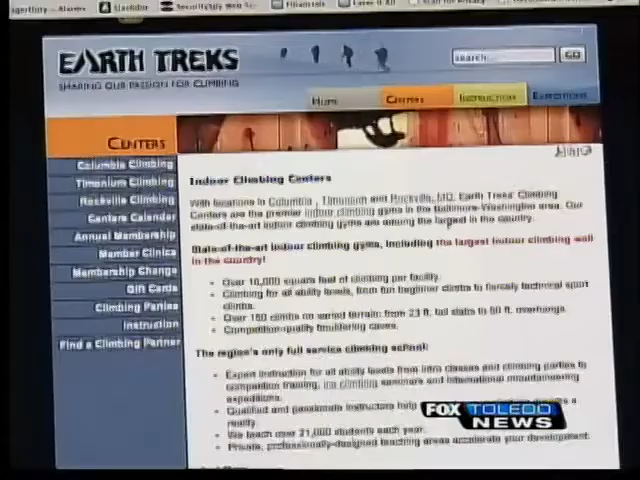 EARTH TREKS
SHARING OUR PASSION FOR CLIMBING
search...
GO
Home
Centers
Instruction
Expeditions
Centers
Columbia Climbing
Timonium Climbing
Rockville Climbing
Centers Calendar
Annual Membership
Member Clinics
Membership Change
Gift Cards
Climbing Parties
Instruction
Find a Climbing Partner
Indoor Climbing Centers
With locations in Columbia , Timonium and Rockville, MD, Earth Treks' Climbing
Centers are the premier indoor climbing gyms in the Baltimore-Washington area. Our
state-of-the-art indoor climbing gyms are among the largest in the country.
State-of-the-art indoor climbing gyms, including the largest indoor climbing wall
in the country!
Over 16,000 square feet of climbing per facility.
Climbing for all ability levels, from fun beginner climbs to fiercely technical sport
climbs.
Over 150 climbs on varied terrain: from 23 ft. tall slabs to 50 ft. overhangs.
Competition-quality bouldering caves.
The region's only full service climbing school:
Expert instruction for all ability levels from intro classes and climbing parties to
competition training, ice climbing seminars and international mountaineering
expeditions.
Qualified and passionate instructors help
reality.
We teach over 21,000 students each year.
Private, professionally-designed teaching areas accelerate your development.
FOX TOLEDO
NEWS